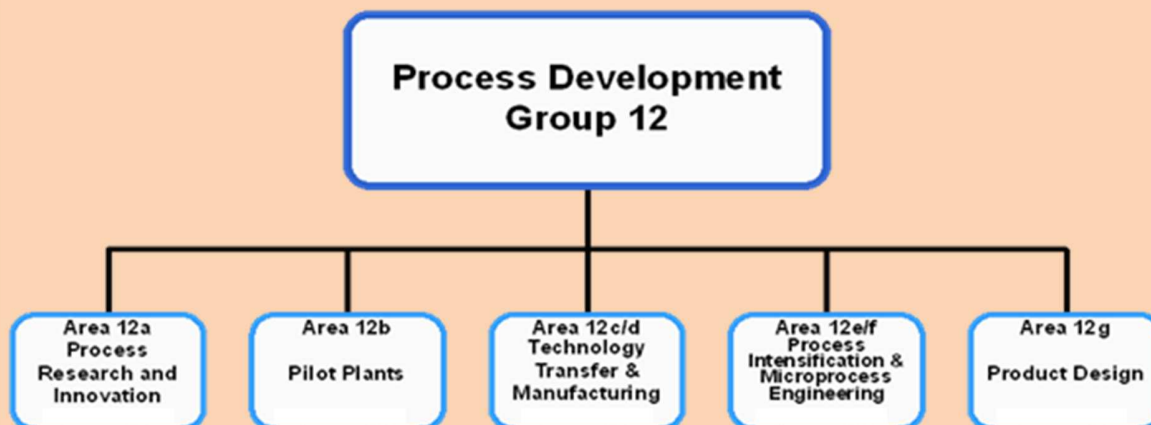 Process Development
Group 12
Area 12a
Process
Research and
Innovation
Area 12b
Pilot Plants
Area 12c/d
Technology
Transfer &
Manufacturing
Area 12e/f
Process
Intensification &
Microprocess
Engineering
Area 12g
Product Design